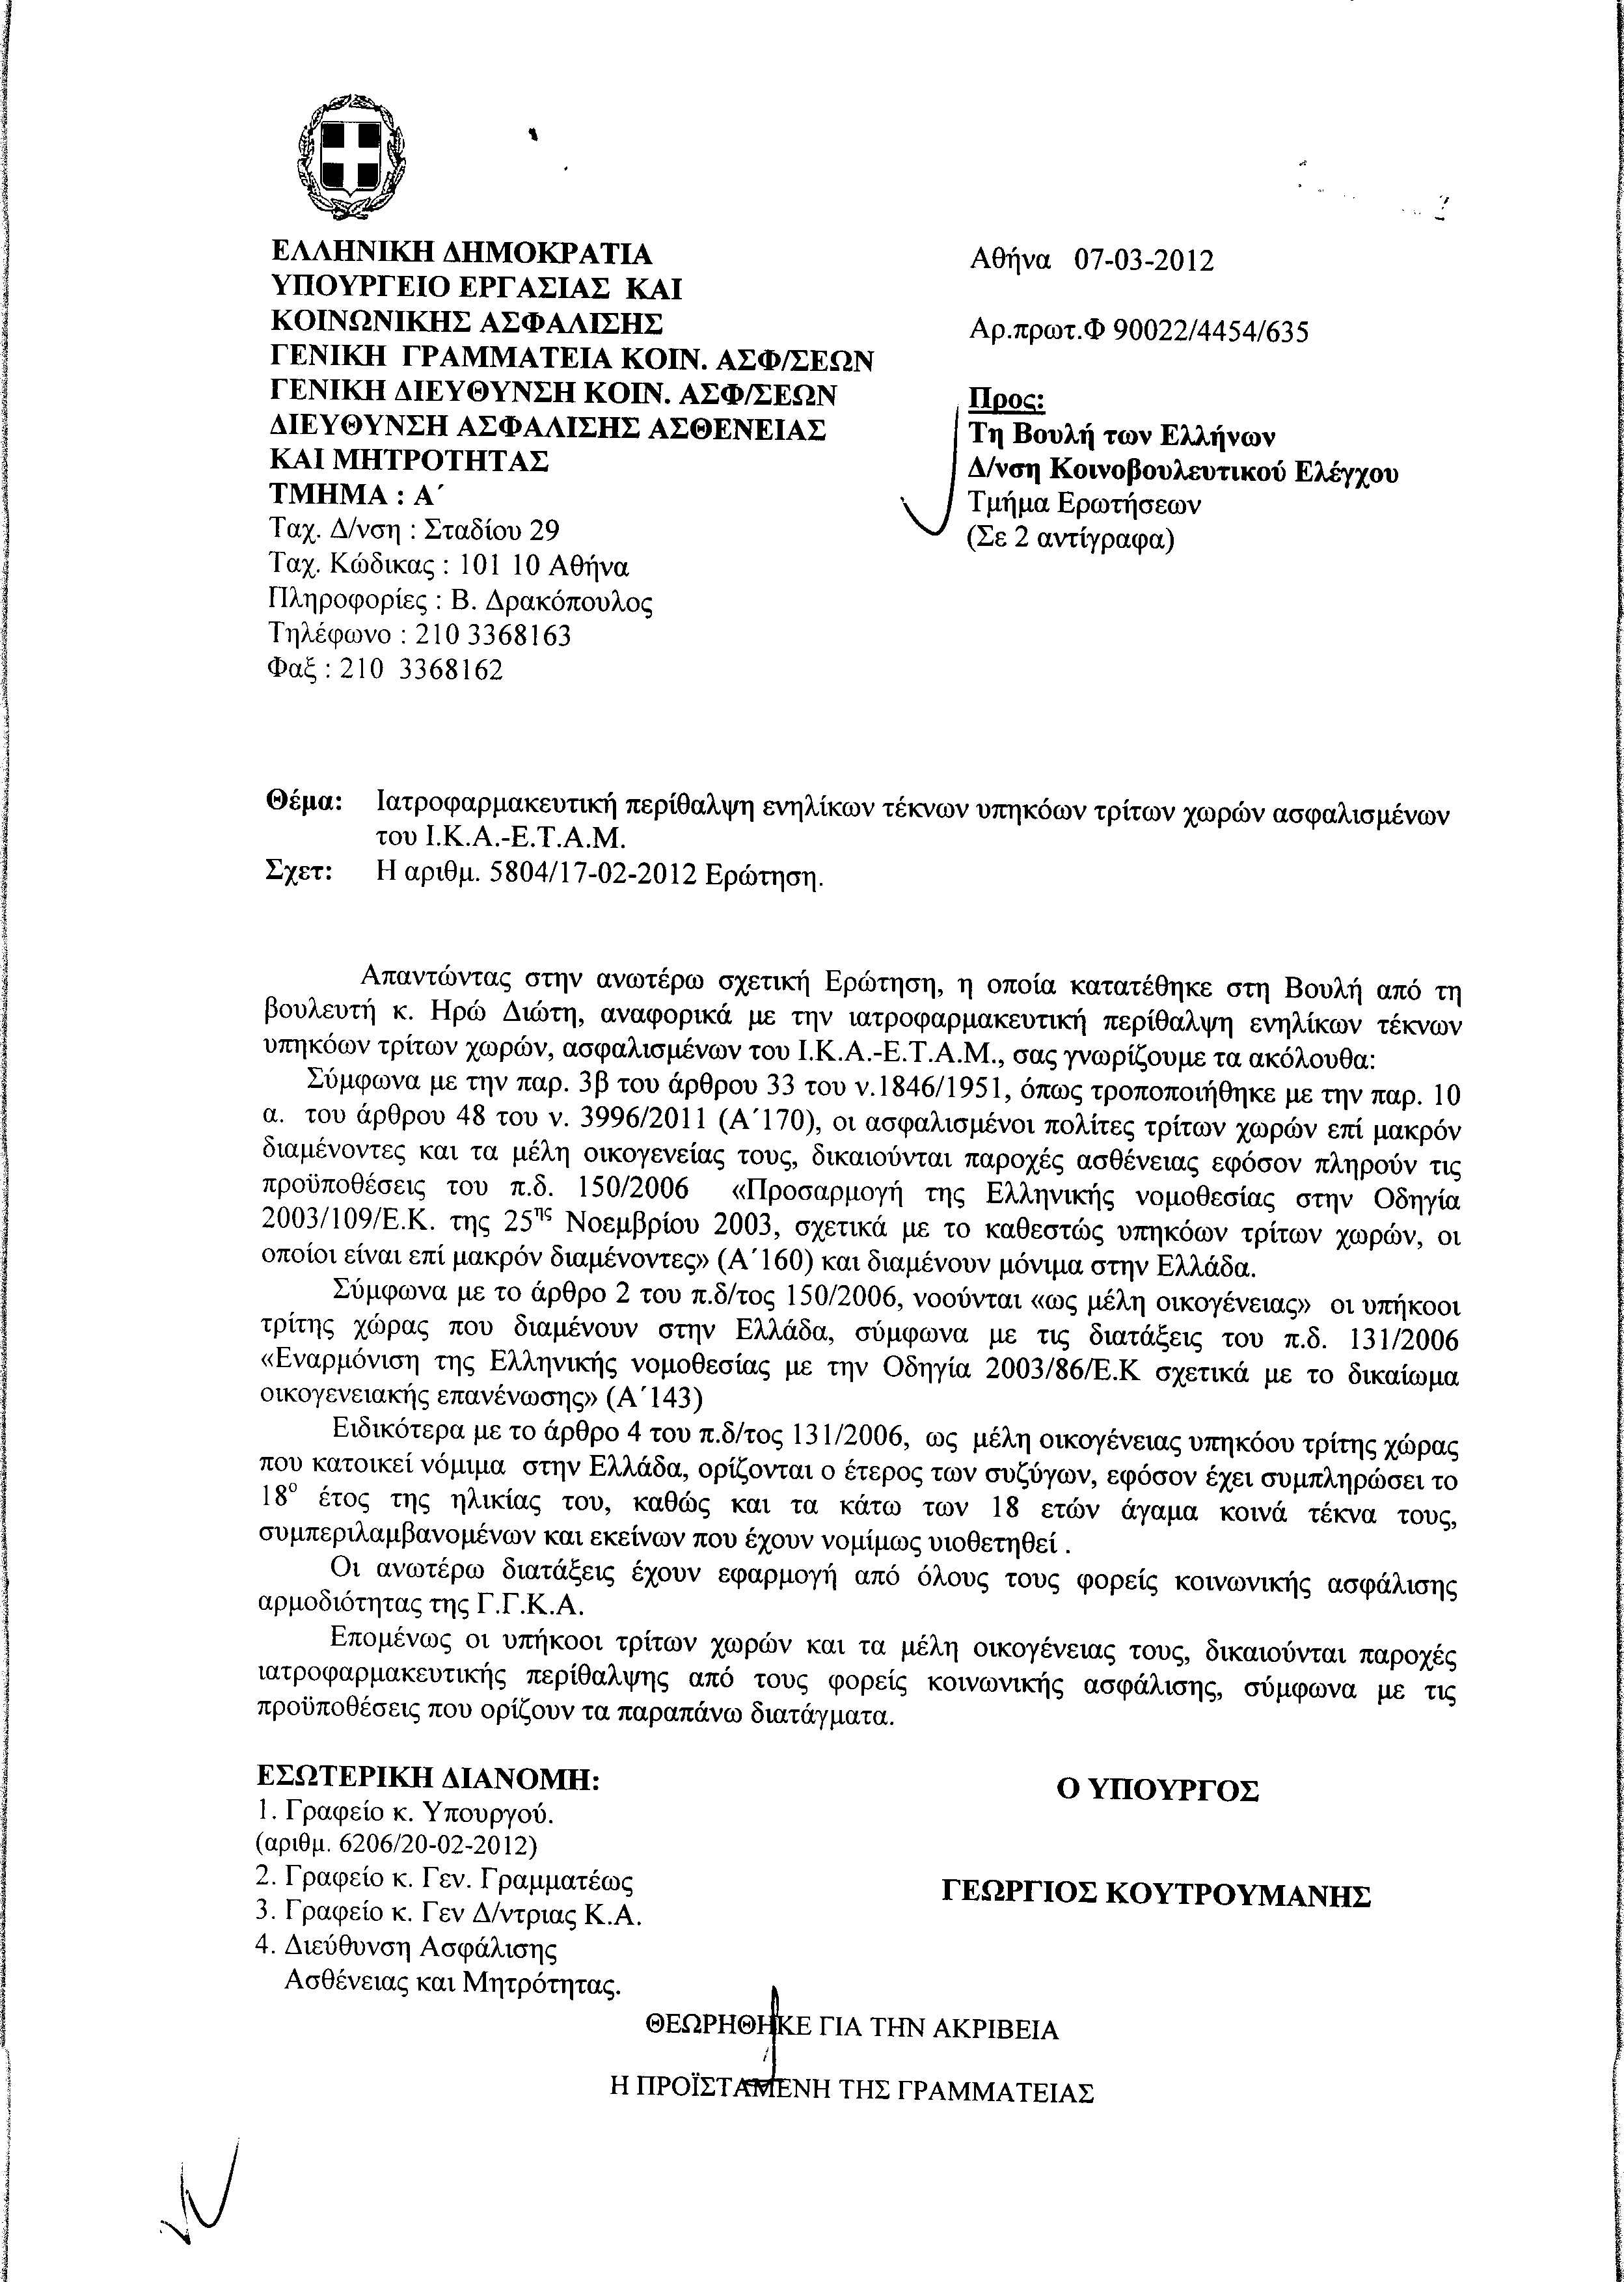 ΕΛΛΗΝΙΚΗ ΔΗΜΟΚΡΑΤΙΑ
ΥΠΟΥΡΓΕΙΟ ΕΡΓΑΣΙΑΣ ΚΑΙ
ΚΟΙΝΩΝΙΚΗΣ ΑΣΦΑΛΙΣΗΣ
ΓΕΝΙΚΗ ΓΡΑΜΜΑΤΕΙΑ ΚΟΙΝ. ΑΣΦ/ΣΕΩΝ
ΓΕΝΙΚΗ ΔΙΕΥΘΥΝΣΗ ΚΟΙΝ. ΑΣΦ/ΣΕΩΝ
ΔΙΕΥΘΥΝΣΗ ΑΣΦΑΛΙΣΗΣ ΑΣΘΕΝΕΙΑΣ
ΚΑΙ ΜΗΤΡΟΤΗΤΑΣ
ΤΜΗΜΑ : Α΄
Ταχ. Δ/νση : Σταδίου 29
Ταχ. Κώδικας : 101 10 Αθήνα
Πληροφορίες : Β. Δρακόπουλος
Τηλέφωνο : 210 3368163
Φαξ : 210 3368162
Αθήνα 07-03-2012
Αρ.πρωτ.Φ 90022/4454/635
Προς:
Τη Βουλή των Ελλήνων
Δ/νση Κοινοβουλευτικού Ελέγχου
Τμήμα Ερωτήσεων
(Σε 2 αντίγραφα)
Θέμα: Ιατροφαρμακευτική περίθαλψη ενηλίκων τέκνων υπηκόων τρίτων χωρών ασφαλισμένων
του Ι.Κ.Α.-Ε.Τ.Α.Μ.
Σχετ: Η αριθμ. 5804/17-02-2012 Ερώτηση.
Απαντώντας στην ανωτέρω σχετική Ερώτηση, η οποία κατατέθηκε στη Βουλή από τη
βουλευτή κ. Ηρώ Διώτη, αναφορικά με την ιατροφαρμακευτική περίθαλψη ενηλίκων τέκνων
υπηκόων τρίτων χωρών, ασφαλισμένων του Ι.Κ.Α.-Ε.Τ.Α.Μ., σας γνωρίζουμε τα ακόλουθα:
Σύμφωνα με την παρ. 3β του άρθρου 33 του ν.1846/1951, όπως τροποποιήθηκε με την παρ. 10
α. του άρθρου 48 του ν. 3996/2011 (Α΄170), οι ασφαλισμένοι πολίτες τρίτων χωρών επί μακρόν
διαμένοντες και τα μέλη οικογενείας τους, δικαιούνται παροχές ασθένειας εφόσον πληρούν τις
προϋποθέσεις του π.δ. 150/2006 «Προσαρμογή της Ελληνικής νομοθεσίας στην Οδηγία
2003/109/Ε.Κ. της 25ης Νοεμβρίου 2003, σχετικά με το καθεστώς υπηκόων τρίτων χωρών, οι
οποίοι είναι επί μακρόν διαμένοντες» (Α΄160) και διαμένουν μόνιμα στην Ελλάδα.
Σύμφωνα με το άρθρο 2 του π.δ/τος 150/2006, νοούνται «ως μέλη οικογένειας» οι υπήκοοι
τρίτης χώρας που διαμένουν στην Ελλάδα, σύμφωνα με τις διατάξεις του π.δ. 131/2006
«Εναρμόνιση της Ελληνικής νομοθεσίας με την Οδηγία 2003/86/Ε.Κ σχετικά με το δικαίωμα
οικογενειακής επανένωσης» (Α΄143)
Ειδικότερα με το άρθρο 4 του π.δ/τος 131/2006, ως μέλη οικογένειας υπηκόου τρίτης χώρας
που κατοικεί νόμιμα στην Ελλάδα, ορίζονται ο έτερος των συζύγων, εφόσον έχει συμπληρώσει το
18ο έτος της ηλικίας του, καθώς και τα κάτω των 18 ετών άγαμα κοινά τέκνα τους,
συμπεριλαμβανομένων και εκείνων που έχουν νομίμως υιοθετηθεί .
Οι ανωτέρω διατάξεις έχουν εφαρμογή από όλους τους φορείς κοινωνικής ασφάλισης
αρμοδιότητας της Γ.Γ.Κ.Α.
Επομένως οι υπήκοοι τρίτων χωρών και τα μέλη οικογένειας τους, δικαιούνται παροχές
ιατροφαρμακευτικής περίθαλψης από τους φορείς κοινωνικής ασφάλισης, σύμφωνα με τις
προϋποθέσεις που ορίζουν τα παραπάνω διατάγματα.
ΕΣΩΤΕΡΙΚΗ ΔΙΑΝΟΜΗ:
1. Γραφείο κ. Υπουργού.
(αριθμ. 6206/20-02-2012)
2. Γραφείο κ. Γεν. Γραμματέως
3. Γραφείο κ. Γεν Δ/ντριας Κ.Α.
4. Διεύθυνση Ασφάλισης
Ασθένειας και Μητρότητας.
Ο ΥΠΟΥΡΓΟΣ
ΓΕΩΡΓΙΟΣ ΚΟΥΤΡΟΥΜΑΝΗΣ
ΘΕΩΡΗΘΗΚΕ ΓΙΑ ΤΗΝ ΑΚΡΙΒΕΙΑ
Η ΠΡΟΪΣΤΑΜΕΝΗ ΤΗΣ ΓΡΑΜΜΑΤΕΙΑΣ